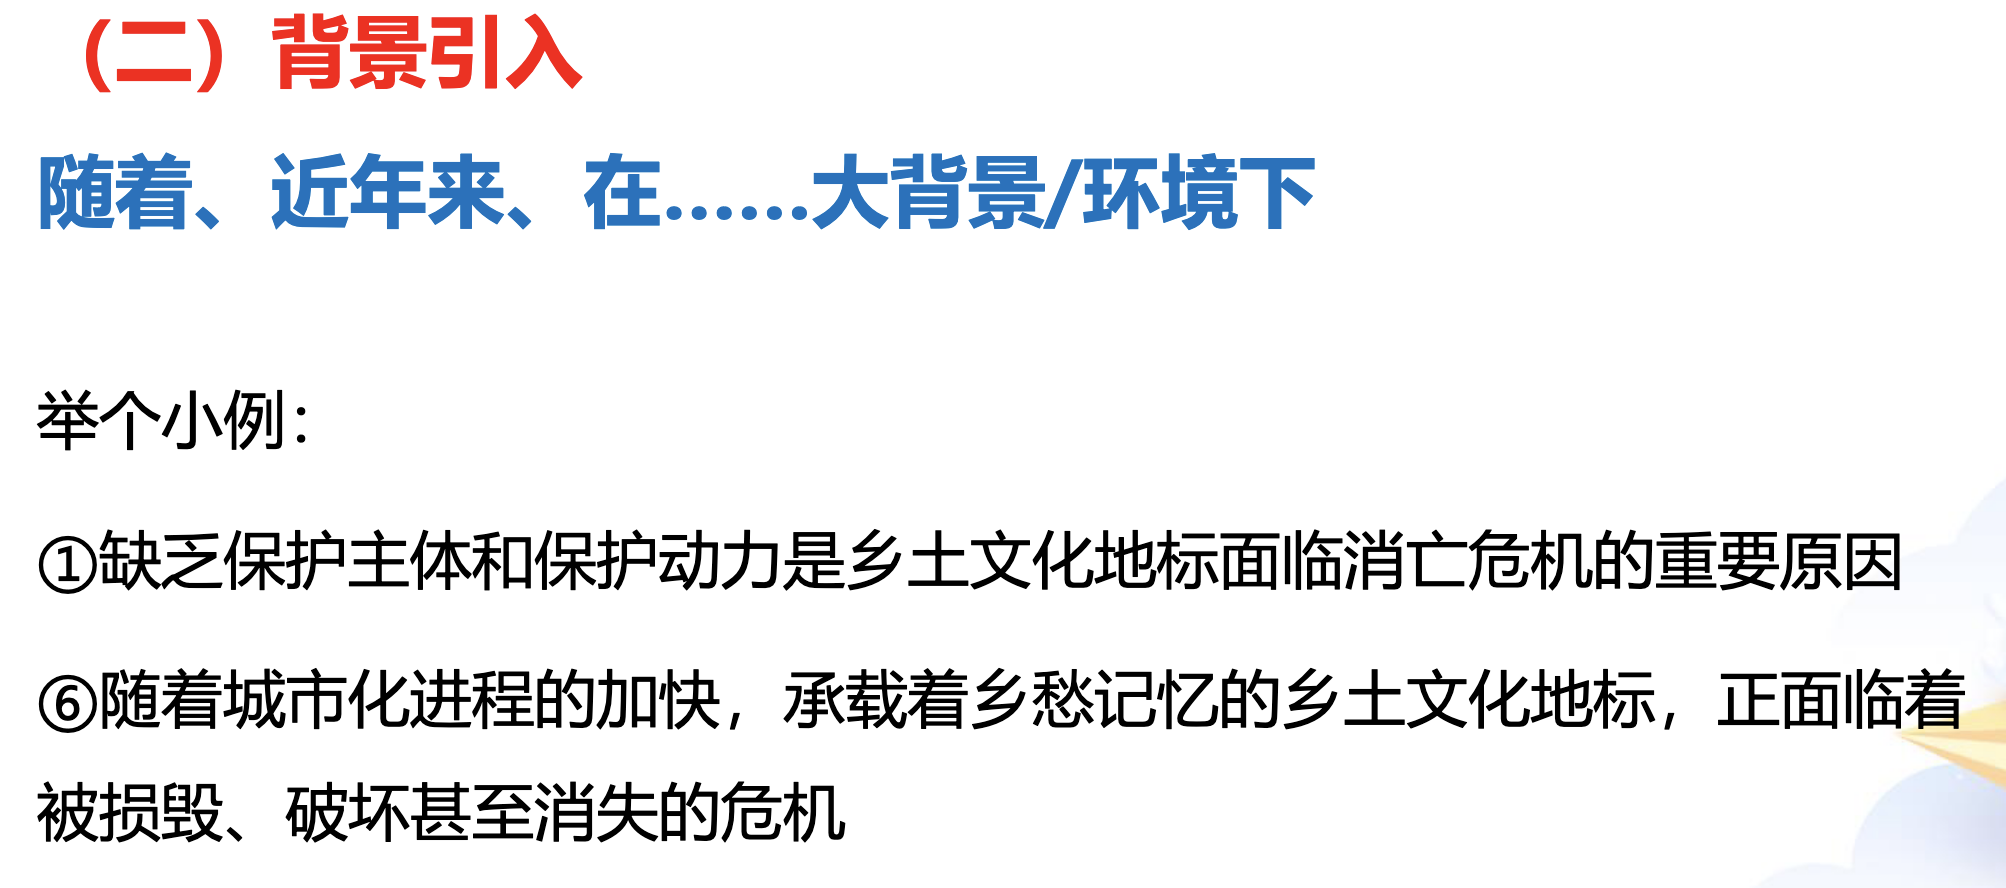 （二）背景引入
随着、近年来、在……大背景/环境下
举个小例：
①缺乏保护主体和保护动力是乡土文化地标面临消亡危机的重要原因
⑥随着城市化进程的加快，承载着乡愁记忆的乡土文化地标，正面临着
被损毁、破坏甚至消失的危机